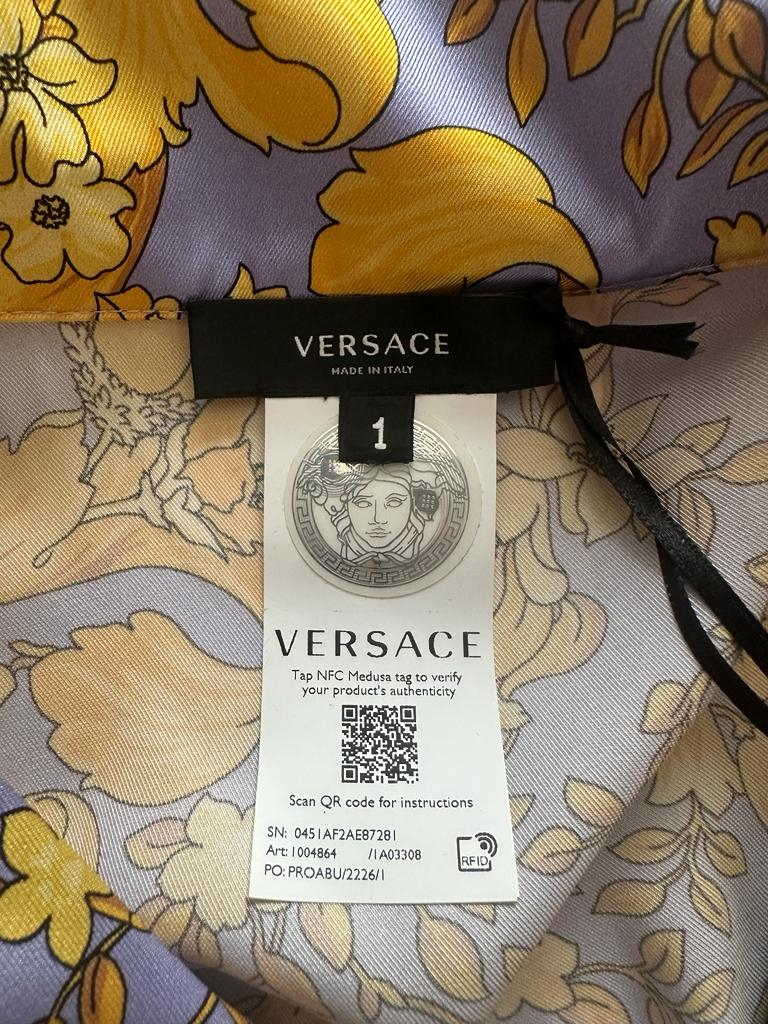 VERSACE
MADE IN ITALY
1
VERSACE
Tap NFC Medusa tag to verify
your product's authenticity
Scan QR code for instructions
SN: 0451AF2AE87281
Art: 1004864 /1A03308
PO: PROABU/2226/1
RFID